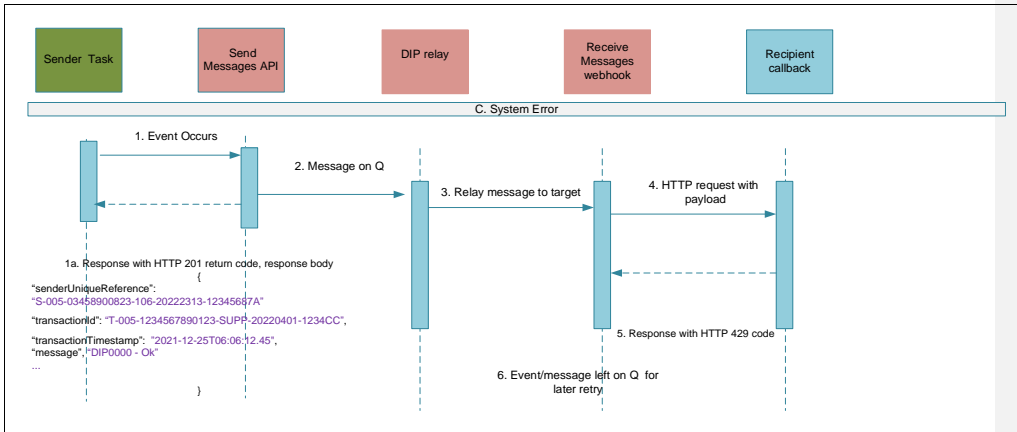 Sender Task
Send
Messages API
DIP relay
Receive
Messages
webhook
Recipient
callback
C. System Error
1. Event Occurs
2. Message on Q
3. Relay message to target
4. HTTP request with
payload
1a. Response with HTTP 201 return code, response body
{
“senderUniqueReference”:
“S-005-03458900823-106-20222313-12345687A”
“transactionId”: “T-005-1234567890123-SUPP-20220401-1234CC”,
“transactionTimestamp”: "2021-12-25T06:06:12.45",
“message”, “DIP0000 - Ok”
...
}
5. Response with HTTP 429 code
6. Event/message left on Q for
later retry